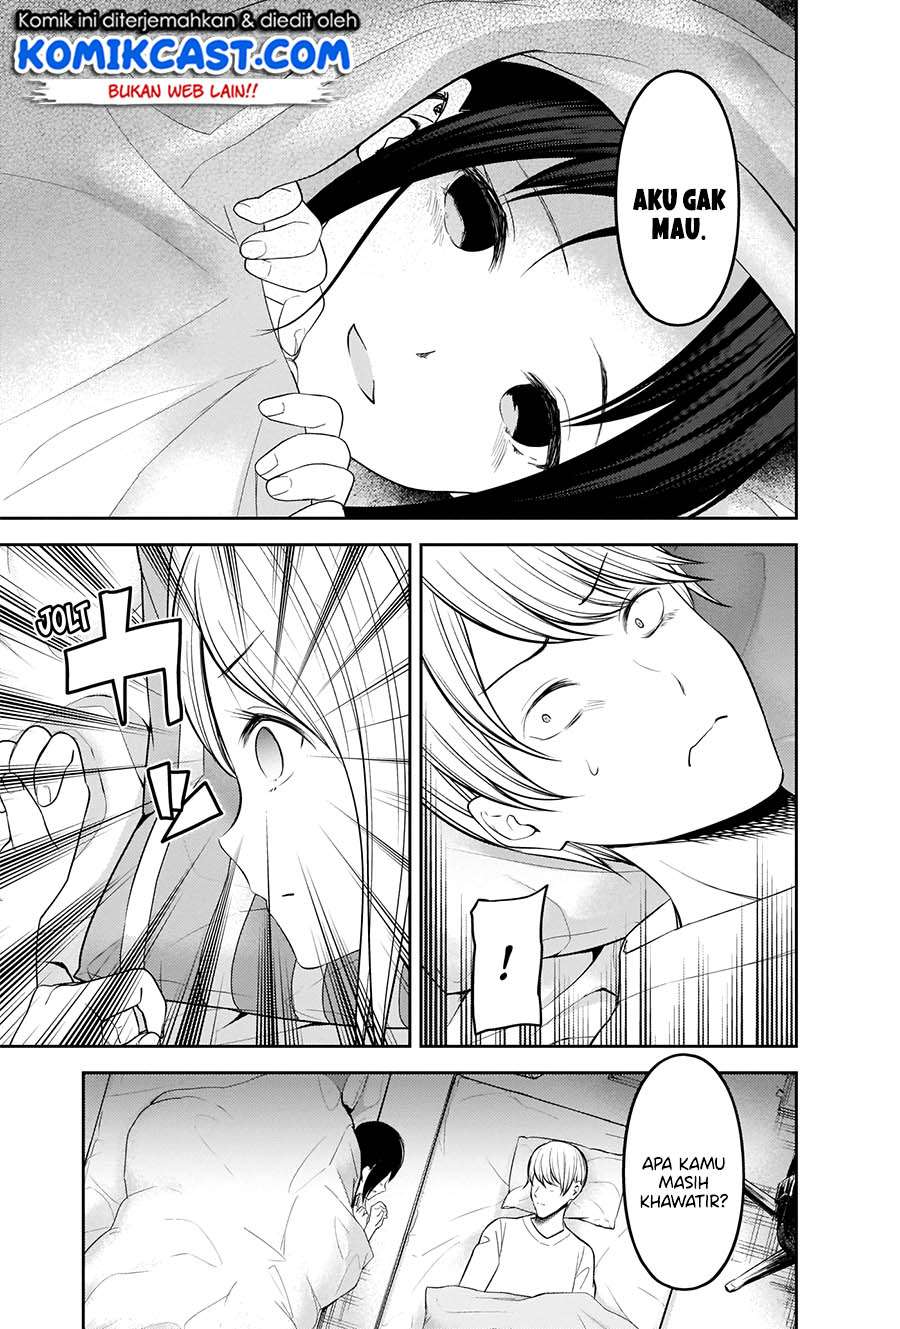 Komik ini diterjemahkan & diedit oleh
KOMIKCAST.COM
BUKAN WEB LAIN!!
AKU GAK
MAU.
!
JOLT
APA KAMU
MASIH
KHAWATIR?